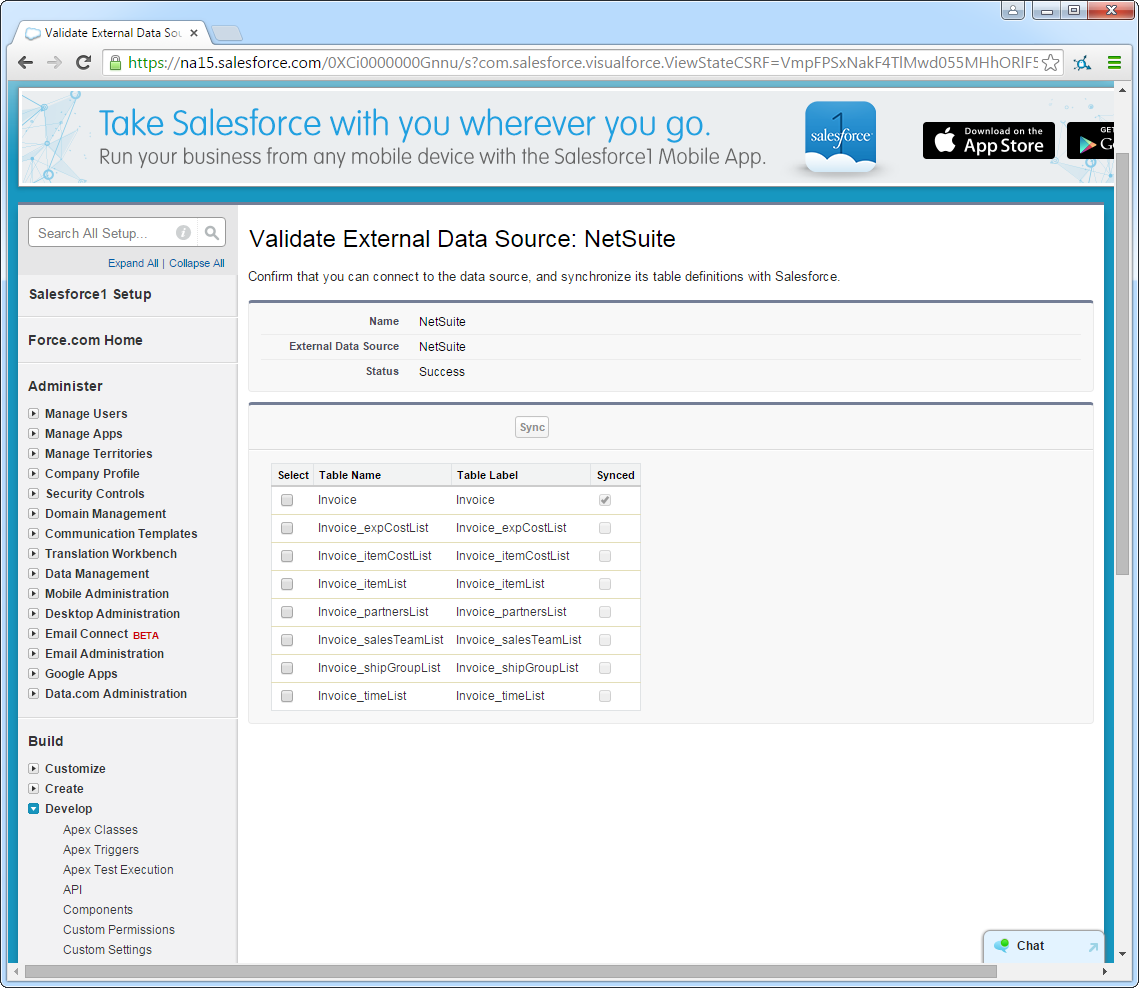 Validate External Data Sou
https://na15.salesforce.com/0XCi0000000Gnnu/s?com.salesforce.visualforce.ViewStateCSRF=VmpFPSxNakF4TlMwd055MHhORlF5
Take Salesforce with you wherever you go.
Run your business from any mobile device with the Salesforce1 Mobile App.
1
salesforce
Download on the
App Store
GET
Search All Setup...
Expand All | Collapse All
Salesforce1 Setup
Force.com Home
Administer
Manage Users
Manage Apps
Manage Territories
Company Profile
Security Controls
Domain Management
Communication Templates
Translation Workbench
Data Management
Mobile Administration
Desktop Administration
Email Connect BETA
Email Administration
Google Apps
Data.com Administration
Build
Customize
Create
Develop
Apex Classes
Apex Triggers
Apex Test Execution
API
Components
Custom Permissions
Custom Settings
Validate External Data Source: NetSuite
Confirm that you can connect to the data source, and synchronize its table definitions with Salesforce.
Name NetSuite
External Data Source NetSuite
Status Success
Sync
Select Table Name Table Label Synced
Invoice Invoice
Invoice_expCostList Invoice_expCostList
Invoice_itemCostList Invoice_itemCostList
Invoice_itemList Invoice_itemList
Invoice_partnersList Invoice_partnersList
Invoice_salesTeamList Invoice_salesTeamList
Invoice_shipGroupList Invoice_shipGroupList
Invoice_timeList Invoice_timeList
Chat